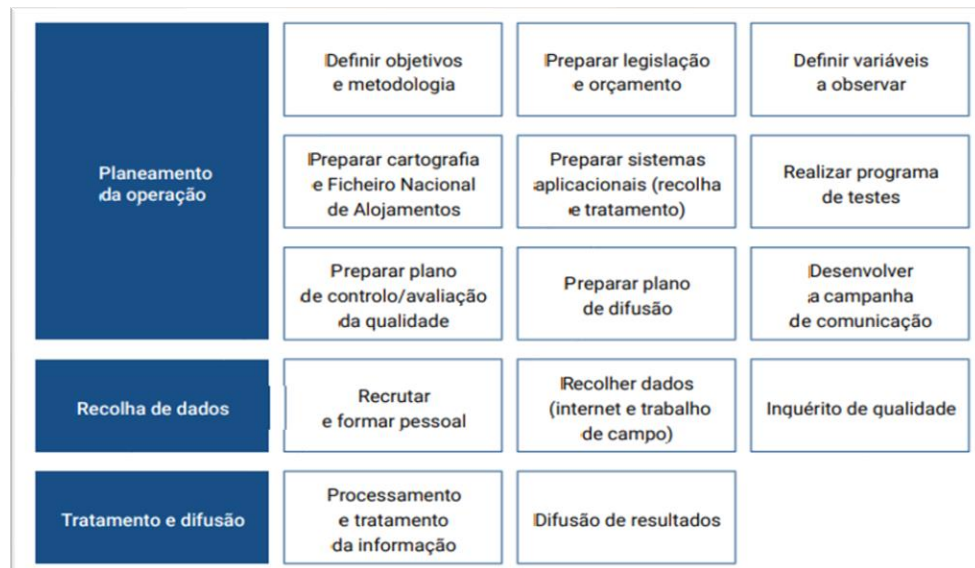 Planeamento
da operação
Definir objetivos
e metodologia
Preparar legislação
e orçamento
Definir variáveis
a observar
Preparar cartografia
e Ficheiro Nacional
de Alojamentos
Preparar sistemas
aplicacionais (recolha
e tratamento)
Realizar programa
de testes
Preparar plano
de controlo/avaliação
da qualidade
Preparar plano
de difusão
Desenvolver
a campanha
de comunicação
Recolha de dados
Recrutar
e formar pessoal
Recolher dados
(internet e trabalho
de campo)
Inquérito de qualidade
Tratamento e difusão
Processamento
e tratamento
da informação
Difusão de resultados